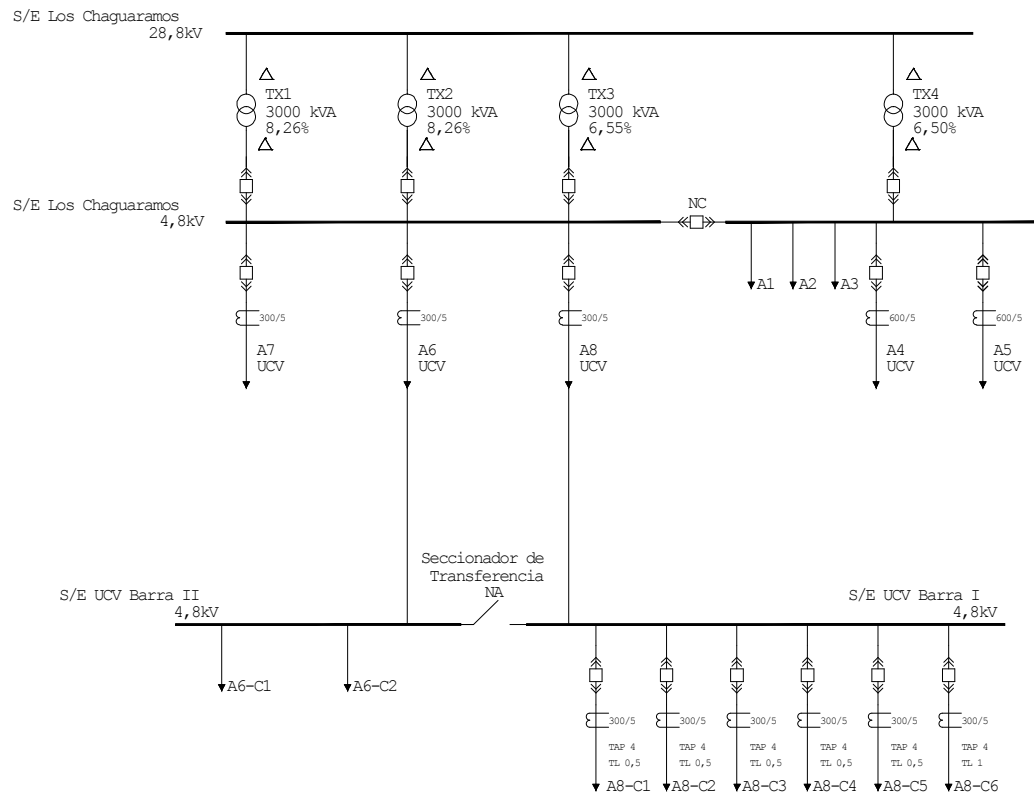 S/E Los Chaguaramos
28,8kV
TX1
3000 kVA
8,26%
TX2
3000 kVA
8,26%
TX3
3000 kVA
6,55%
TX4
3000 kVA
6,50%
S/E Los Chaguaramos
4,8kV
NC
A1
A2
A3
300/5
300/5
300/5
600/5
600/5
A7
UCV
A6
UCV
A8
UCV
A4
UCV
A5
UCV
Seccionador de
Transferencia
NA
S/E UCV Barra II
4,8kV
S/E UCV Barra I
4,8kV
A6-C1
A6-C2
300/5
300/5
300/5
300/5
300/5
300/5
TAP 4
TL 0,5
TAP 4
TL 0,5
TAP 4
TL 0,5
TAP 4
TL 0,5
TAP 4
TL 0,5
TAP 4
TL 1
A8-C1
A8-C2
A8-C3
A8-C4
A8-C5
A8-C6